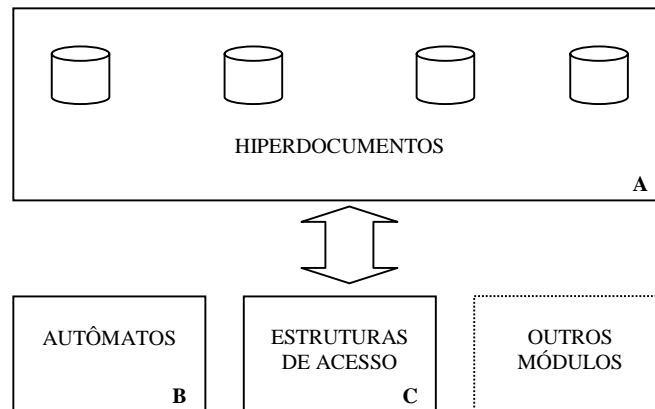 HIPERDOCUMENTOS
A
AUTÔMATOS
B
ESTRUTURAS
DE ACESSO
C
OUTROS
MÓDULOS